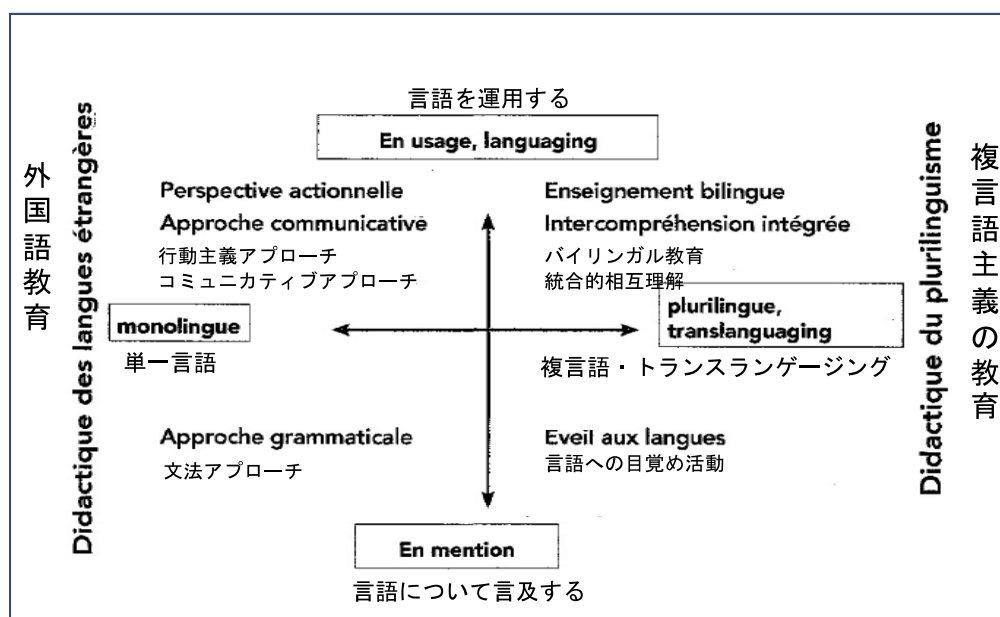 言語を運用する
En usage, languaging
外国語教育
Didactique des langues étrangères
Perspective actionnelle
Approche communicative
行動主義アプローチ
コミュニカティブアプローチ
Enseignement bilingue
Intercompréhension intégrée
バイリンガル教育
統合的相互理解
monolingue
単一言語
plurilingue,
translanguaging
複言語・トランスランゲージング
Approche grammaticale
文法アプローチ
Eveil aux langues
言語への目覚め活動
En mention
言語について言及する
Didactique du plurilinguisme
複言語主義の教育